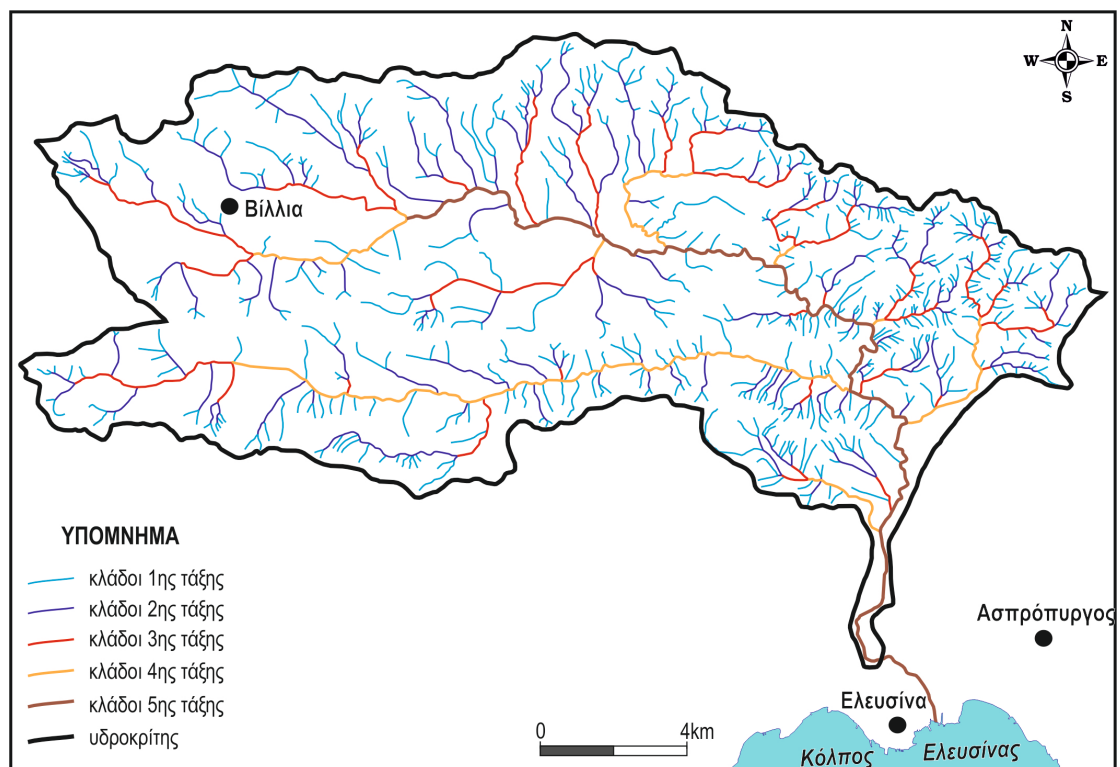 N
W E
S
Βίλλια
ΥΠΟΜΝΗΜΑ
κλάδοι 1ης τάξης
κλάδοι 2ης τάξης
κλάδοι 3ης τάξης
κλάδοι 4ης τάξης
κλάδοι 5ης τάξης
υδροκρίτης
0 4km
Ασπρόπυργος
Ελευσίνα
Κόλπος Ελευσίνας